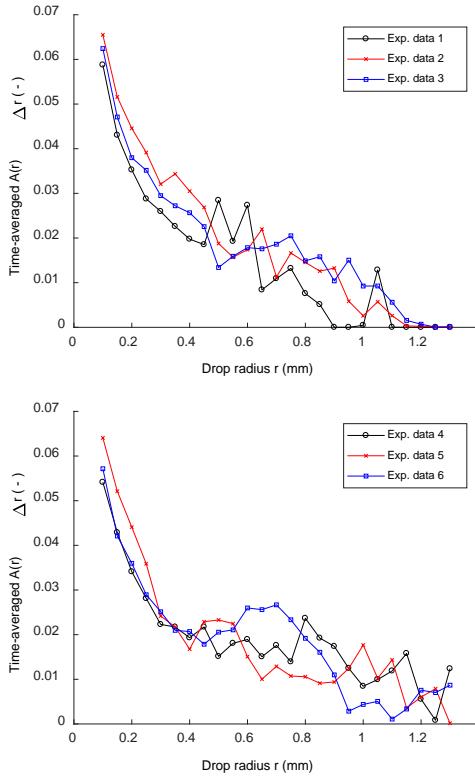 0.07
0.06
0.05
0.04
0.03
0.02
0.01
0
0 0.2 0.4 0.6 0.8 1 1.2
Time-averaged A(r) Δr ( - )
Drop radius r (mm)
Exp. data 1
Exp. data 2
Exp. data 3
0.07
0.06
0.05
0.04
0.03
0.02
0.01
0
0 0.2 0.4 0.6 0.8 1 1.2
Time-averaged A(r) Δr ( - )
Drop radius r (mm)
Exp. data 4
Exp. data 5
Exp. data 6